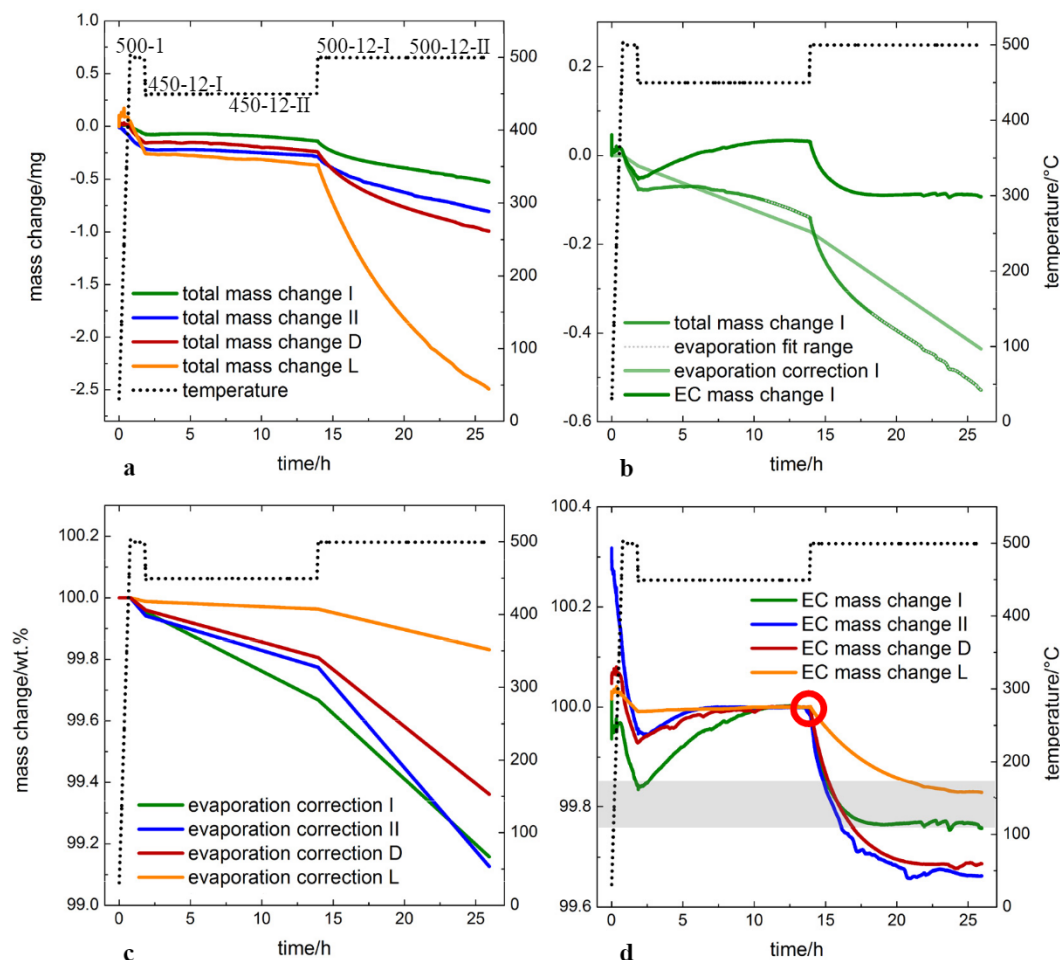 1.0
0.5
0.0
-0.5
-1.0
-1.5
-2.0
-2.5
mass change/mg
500-1
450-12-I
450-12-II
500-12-I
500-12-II
total mass change I
total mass change II
total mass change D
total mass change L
temperature
500
400
300
200
100
0
0
5
10
15
20
25
time/h
a
0.2
0.0
-0.2
-0.4
-0.6
total mass change I
evaporation fit range
evaporation correction I
EC mass change I
500
400
300
200
100
0
temperature/°C
0
5
10
15
20
25
time/h
b
100.2
100.0
99.8
99.6
99.4
99.2
99.0
mass change/wt.%
evaporation correction I
evaporation correction II
evaporation correction D
evaporation correction L
500
400
300
200
100
0
0
5
10
15
20
25
time/h
c
100.4
100.2
100.0
99.8
99.6
EC mass change I
EC mass change II
EC mass change D
EC mass change L
500
400
300
200
100
0
temperature/°C
0
5
10
15
20
25
time/h
d